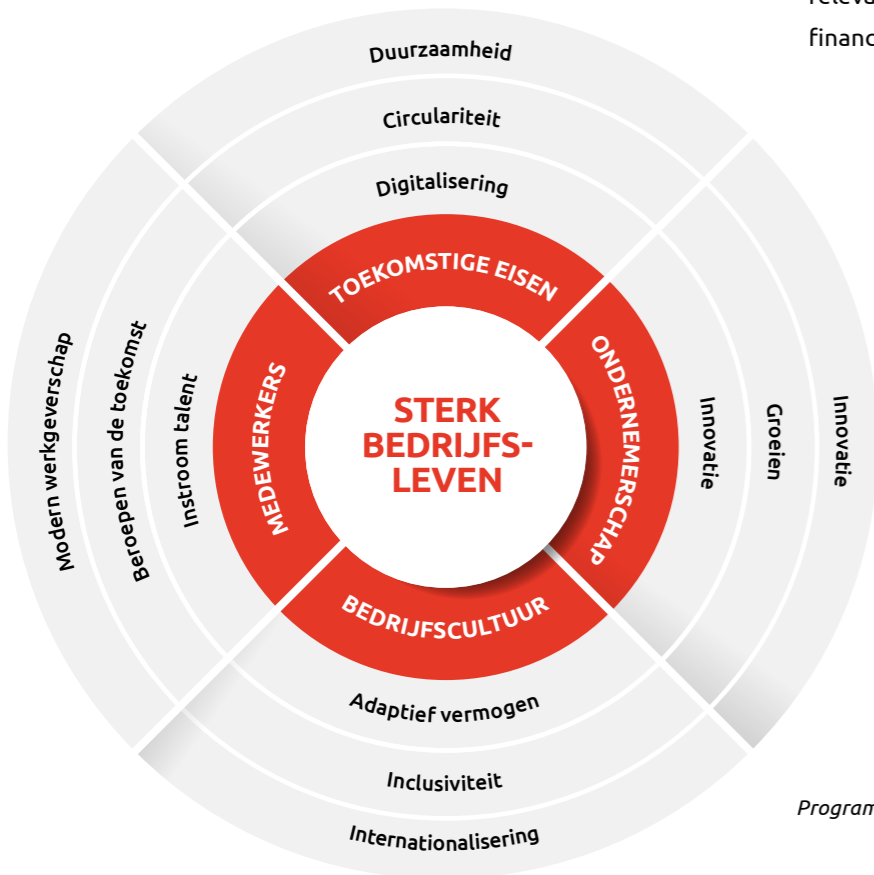 Duurzaamheid
Circulariteit
Digitalisering
TOEKOMSTIGE EISEN
STERK
BEDRIJFS-
LEVEN
ONDERNEMERSCHAP
Innovatie
Groeien
Innovatie
MEDEWERKERS
Instroom talent
Beroepen van de toekomst
Modern werkgeverschap
BEDRIJFSCULTUUR
Adaptief vermogen
Inclusiviteit
Internationalisering
financ
Program